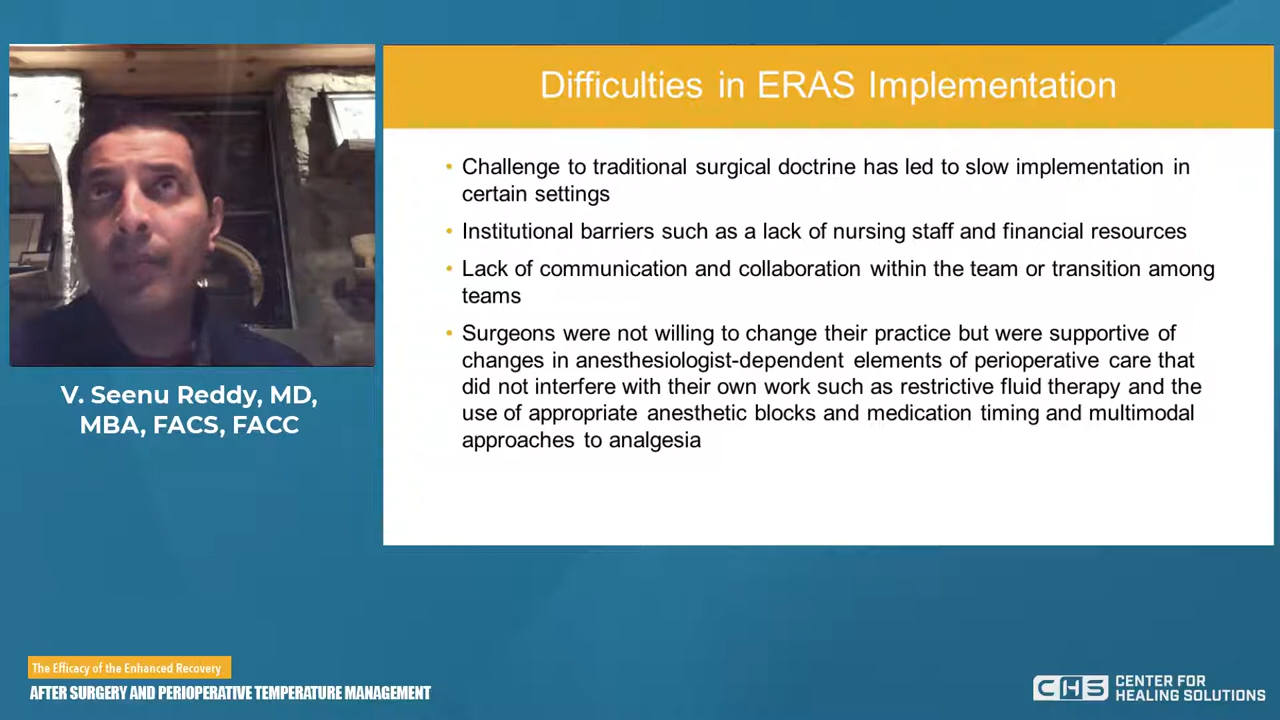 Difficulties in ERAS Implementation
• Challenge to traditional surgical doctrine has led to slow implementation in
certain settings
• Institutional barriers such as a lack of nursing staff and financial resources
• Lack of communication and collaboration within the team or transition among
teams
• Surgeons were not willing to change their practice but were supportive of
changes in anesthesiologist-dependent elements of perioperative care that
did not interfere with their own work such as restrictive fluid therapy and the
use of appropriate anesthetic blocks and medication timing and multimodal
approaches to analgesia
V. Seenu Reddy, MD,
MBA, FACS, FACC
The Efficacy of the Enhanced Recovery
AFTER SURGERY AND PERIOPERATIVE TEMPERATURE MANAGEMENT
CHS
CENTER FOR
HEALING SOLUTIONS